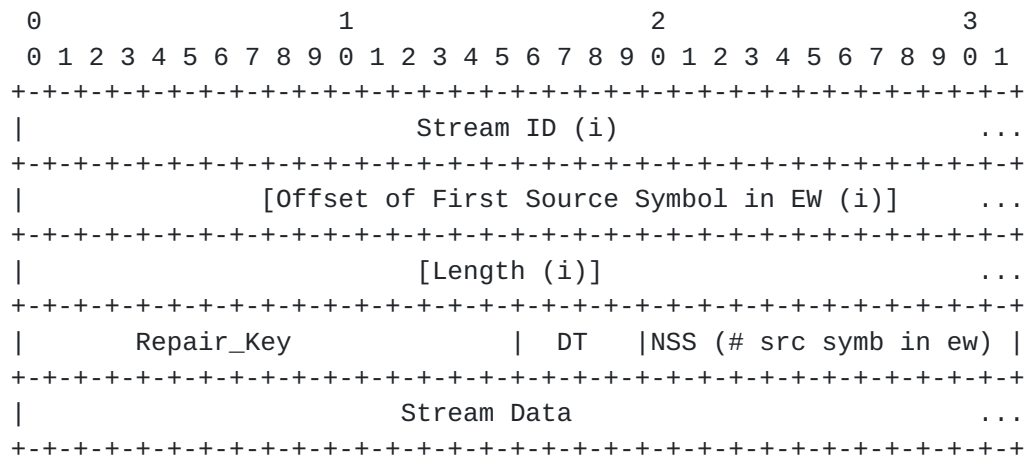 0                   1                   2                   3
 0 1 2 3 4 5 6 7 8 9 0 1 2 3 4 5 6 7 8 9 0 1 2 3 4 5 6 7 8 9 0 1
+-+-+-+-+-+-+-+-+-+-+-+-+-+-+-+-+-+-+-+-+-+-+-+-+-+-+-+-+-+-+-+-+
|                         Stream ID (i)                       ...
+-+-+-+-+-+-+-+-+-+-+-+-+-+-+-+-+-+-+-+-+-+-+-+-+-+-+-+-+-+-+-+-+
|               [Offset of First Source Symbol in EW (i)]     ...
+-+-+-+-+-+-+-+-+-+-+-+-+-+-+-+-+-+-+-+-+-+-+-+-+-+-+-+-+-+-+-+-+
|                         [Length (i)]                        ...
+-+-+-+-+-+-+-+-+-+-+-+-+-+-+-+-+-+-+-+-+-+-+-+-+-+-+-+-+-+-+-+-+
|       Repair_Key              |  DT   |NSS (# src symb in ew) |
+-+-+-+-+-+-+-+-+-+-+-+-+-+-+-+-+-+-+-+-+-+-+-+-+-+-+-+-+-+-+-+-+
|                        Stream Data                          ...
+-+-+-+-+-+-+-+-+-+-+-+-+-+-+-+-+-+-+-+-+-+-+-+-+-+-+-+-+-+-+-+-+